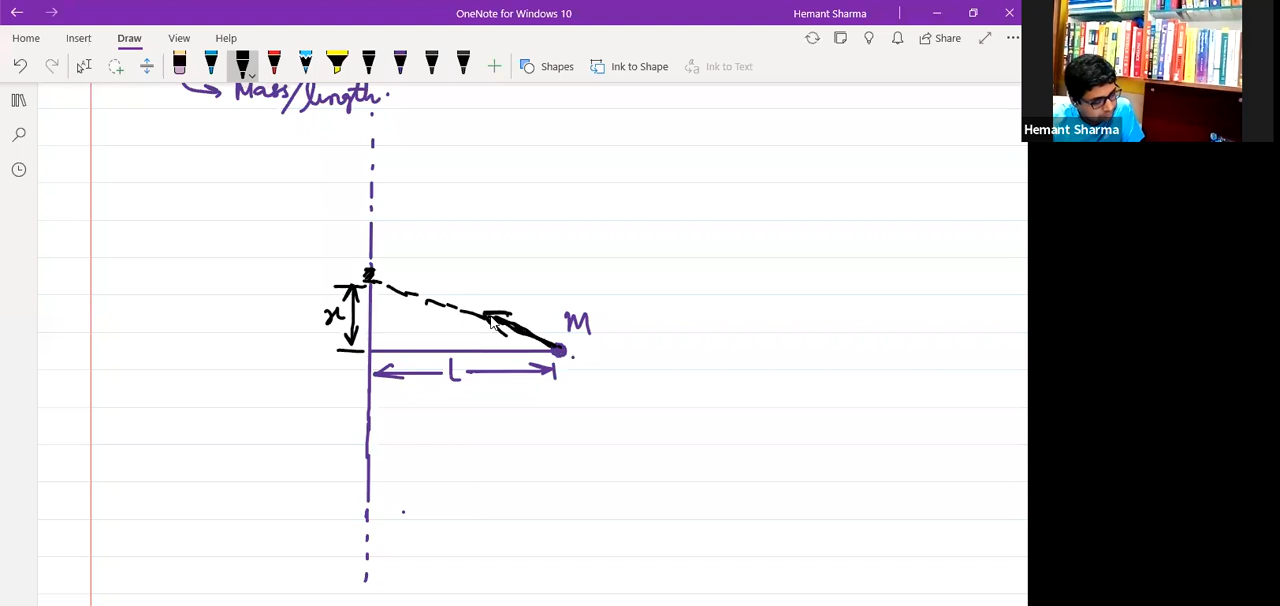 OneNote for Windows 10
Hemant Sharma
Home Insert Draw View Help
Share
Shapes
Ink to Shape
Ink to Text
Mass/length.
x
M
L
Hemant Sharma